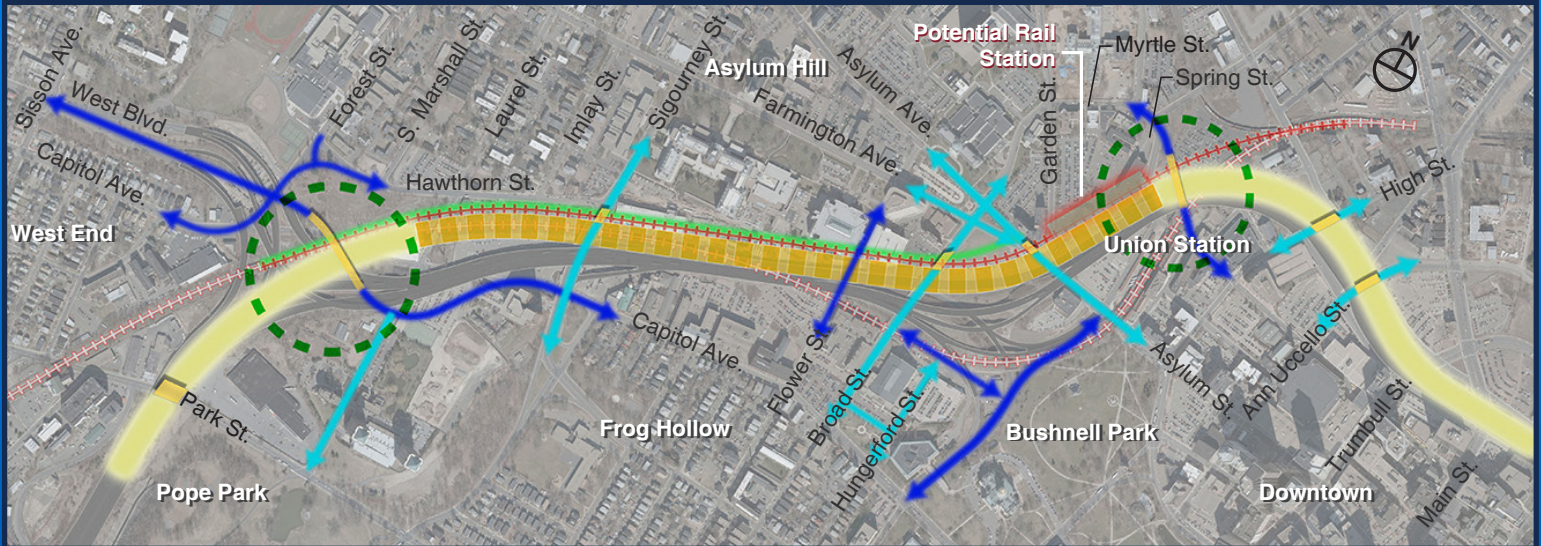 Sisson Ave.
West Blvd.
Capitol Ave.
West End
Forest St.
S. Marshall St.
Laurel St.
Imlay St.
Sigourney St.
Hawthorn St.
Asylum Hill
Asylum Ave.
Farmington Ave.
Potential Rail
Station
Garden St.
Myrtle St.
Spring St.
N
High St.
Union Station
Capitol Ave.
Flower St.
Broad St.
Hungerford St.
Asylum St.
Ann Uccello St.
Trumbull St.
Main St.
Park St.
Pope Park
Frog Hollow
Bushnell Park
Downtown